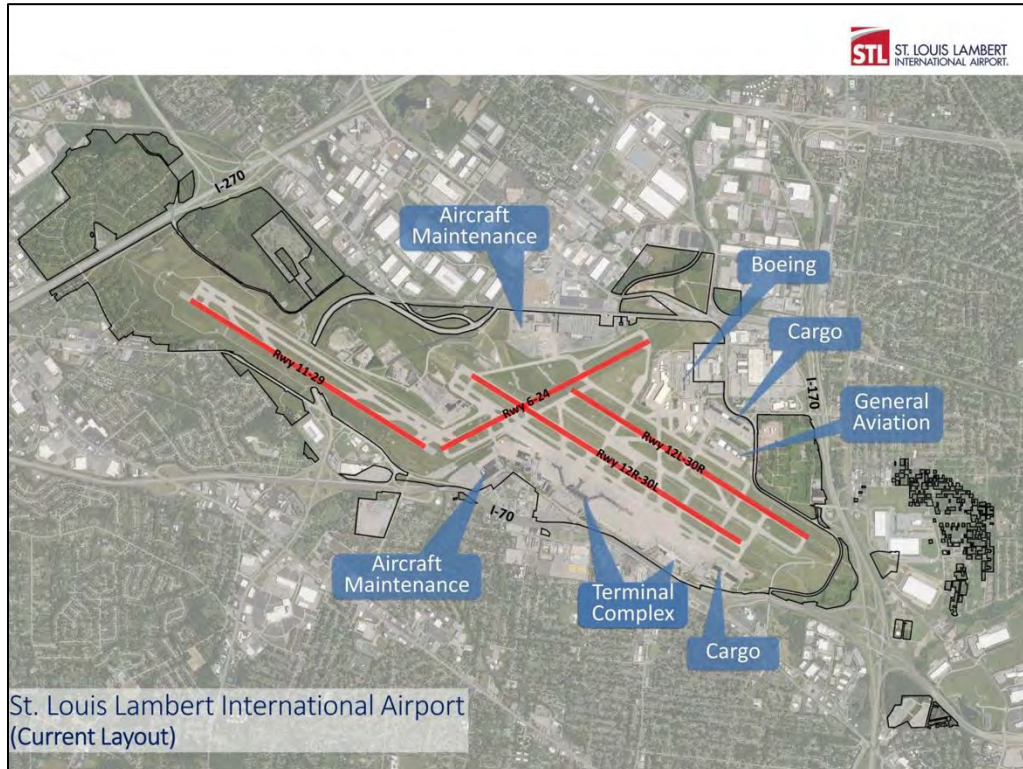 STL ST. LOUIS LAMBERT
INTERNATIONAL AIRPORT.
I-270
Aircraft
Maintenance
Boeing
Cargo
I-170
General
Aviation
Rwy 11-29
Rwy 6-24
Rwy 12L-30R
Rwy 12R-30L
I-70
Aircraft
Maintenance
Terminal
Complex
Cargo
St. Louis Lambert International Airport
(Current Layout)